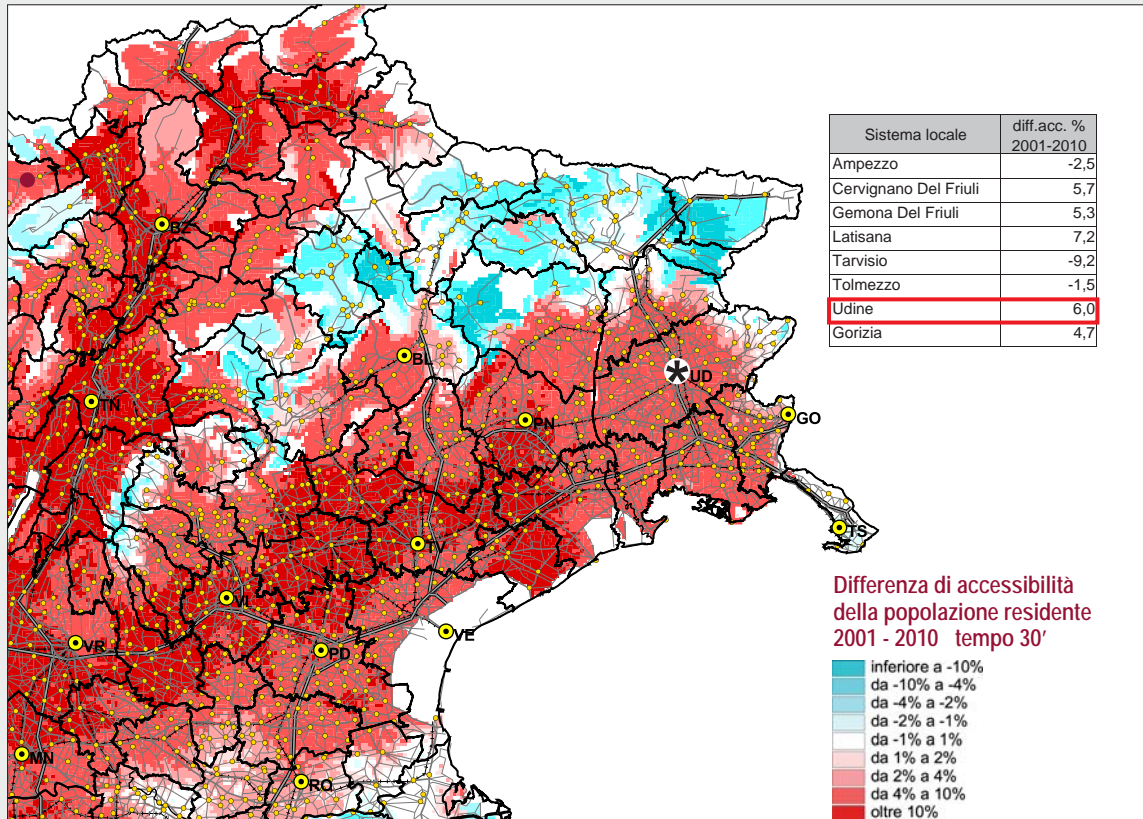 BZ
TN
BL
UD
PN
GO
TS
T
VI
VR
PD
VE
MN
RO
Sistema locale diff.acc. % 2001-2010
Ampezzo -2,5
Cervignano Del Friuli 5,7
Gemona Del Friuli 5,3
Latisana 7,2
Tarvisio -9,2
Tolmezzo -1,5
Udine 6,0
Gorizia 4,7
Differenza di accessibilità
della popolazione residente
2001 - 2010 tempo 30'
inferiore a -10%
da -10% a -4%
da -4% a -2%
da -2% a -1%
da -1% a 1%
da 1% a 2%
da 2% a 4%
da 4% a 10%
oltre 10%